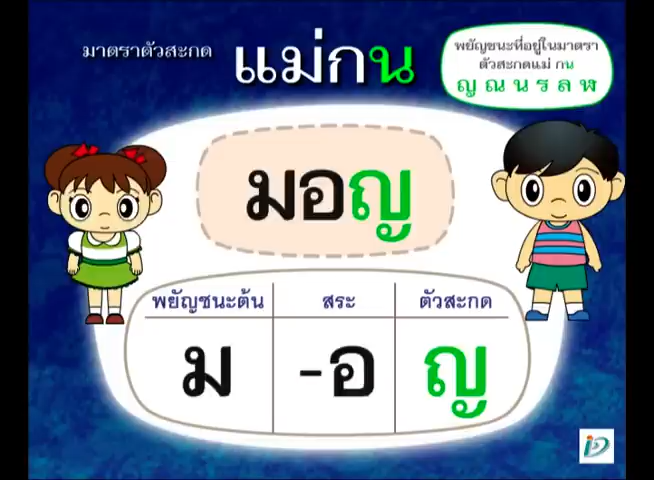 มาตราตัวสะกด แม่กน
พยัญชนะที่อยู่ในมาตรา
ตัวสะกดแม่ กน
ญ ณ น ร ล ฬ
มอญ
พยัญชนะต้น สระ ตัวสะกด
ม -อ ญ